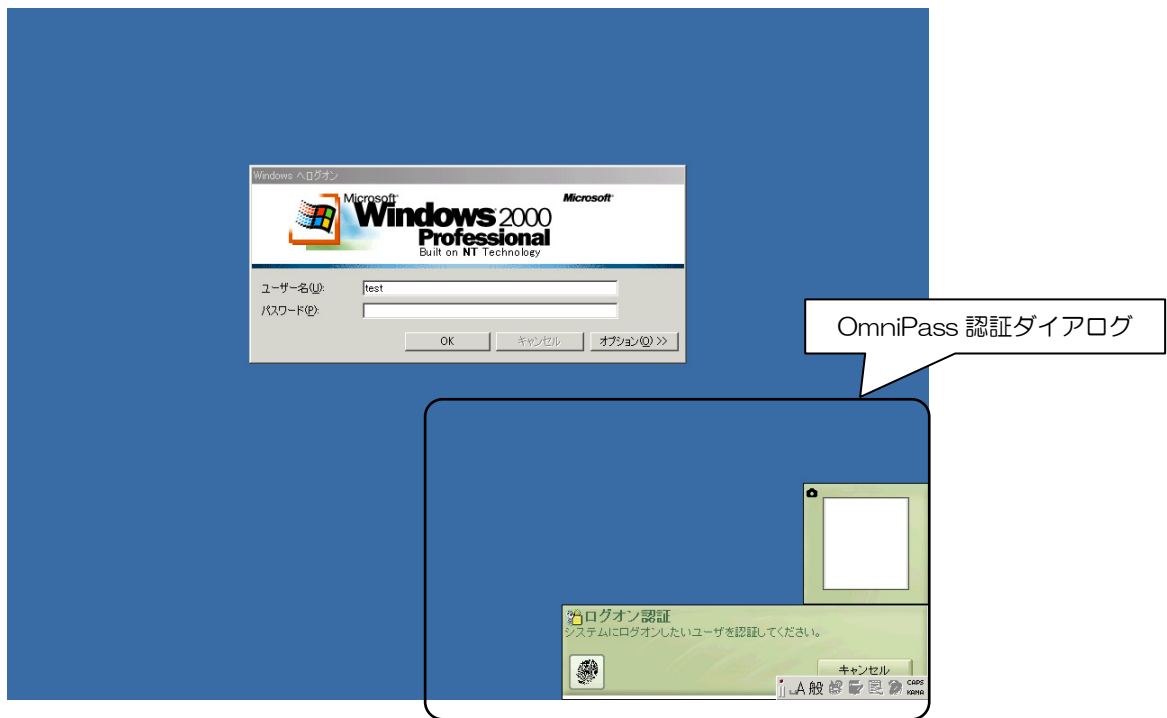 Windows へログオン
Microsoft
Windows 2000
Professional
Built on NT Technology
Microsoft
ユーザー名(U):
test
パスワード(P):
OK
キャンセル
オプション(O) >>
OmniPass 認証ダイアログ
ログオン認証
システムにログオンしたいユーザを認証してください。
キャンセル
A 般
CAPS
KANA